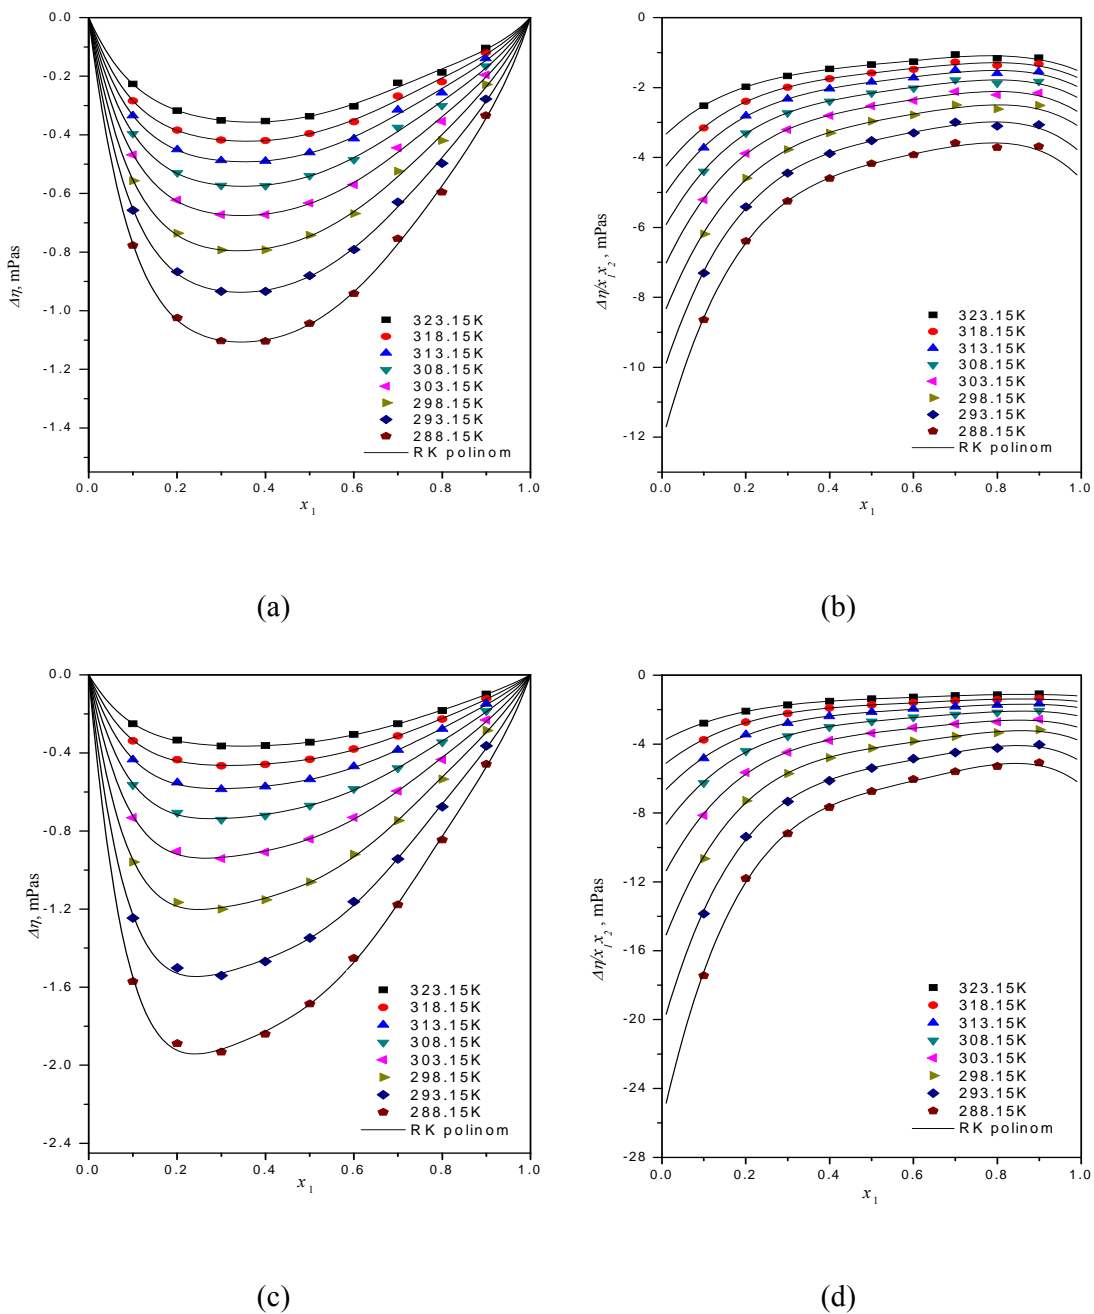 0.0
-0.2
-0.4
-0.6
-0.8
-1.0
-1.2
-1.4
Δη, mPas
323.15K
318.15K
313.15K
308.15K
303.15K
298.15K
293.15K
288.15K
RK polinom
0.0 0.2 0.4 0.6 0.8 1.0
x₁
(a)
0
-2
-4
-6
-8
-10
-12
Δη/x₁x₂, mPas
323.15K
318.15K
313.15K
308.15K
303.15K
298.15K
293.15K
288.15K
RK polinom
0.0 0.2 0.4 0.6 0.8 1.0
x₁
(b)
0.0
-0.4
-0.8
-1.2
-1.6
-2.0
-2.4
Δη, mPas
323.15K
318.15K
313.15K
308.15K
303.15K
298.15K
293.15K
288.15K
RK polinom
0.0 0.2 0.4 0.6 0.8 1.0
x₁
(c)
0
-4
-8
-12
-16
-20
-24
-28
Δη/x₁x₂, mPas
323.15K
318.15K
313.15K
308.15K
303.15K
298.15K
293.15K
288.15K
RK polinom
0.0 0.2 0.4 0.6 0.8 1.0
x₁
(d)